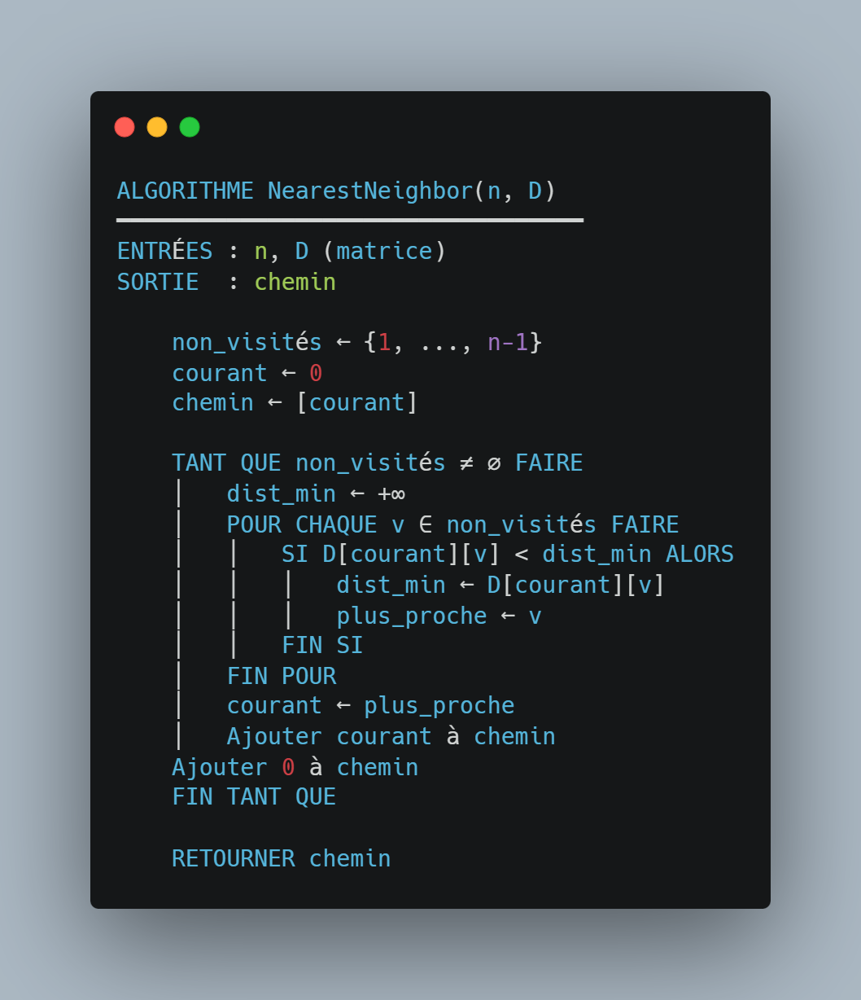 ALGORITHME NearestNeighbor(n, D)
━━━━━━━━━━━━━━━━━━━━━━━━━━━━━━━━━━
ENTRÉES : n, D (matrice)
SORTIE  : chemin

    non_visités ← {1, ..., n-1}
    courant ← 0
    chemin ← [courant]

    TANT QUE non_visités ≠ ∅ FAIRE
    │   dist_min ← +∞
    │   POUR CHAQUE v ∈ non_visités FAIRE
    │   │   SI D[courant][v] < dist_min ALORS
    │   │   │   dist_min ← D[courant][v]
    │   │   │   plus_proche ← v
    │   │   FIN SI
    │   FIN POUR
    │   courant ← plus_proche
    │   Ajouter courant à chemin
    Ajouter 0 à chemin
    FIN TANT QUE

    RETOURNER chemin